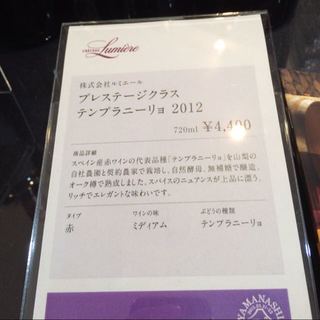 Lumière
株式会社ルミエール
プレステージクラス
テンプラニーリョ 2012
720ml ¥4,400
商品詳細
スペイン産赤ワインの代表品種「テンプラニーリョ」を山梨の
自社農園と契約農家で栽培し、自然酵母、無補糖で醸造。
オーク樽で熟成しました。スパイスのニュアンスが上品に漂う、
リッチでエレガントな味わいです。
タイプ ワインの味 ぶどうの種類
赤 ミディアム テンプラニーリョ
YAMANASHI